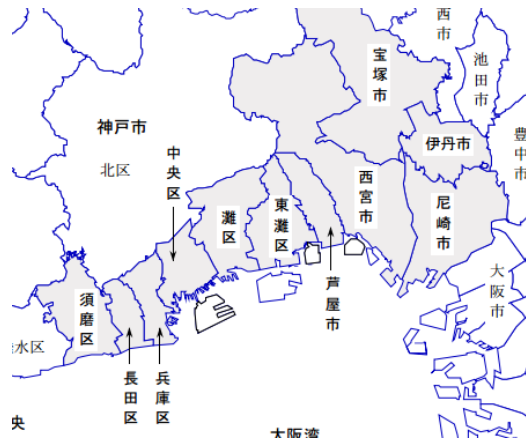 西市
池田市
宝塚市
豊中市
神戸市
伊丹市
北区
中央区
西宮市
東灘区
灘区
尼崎市
芦屋市
大阪市
須磨区
水区
長田区
兵庫区
央
大阪湾